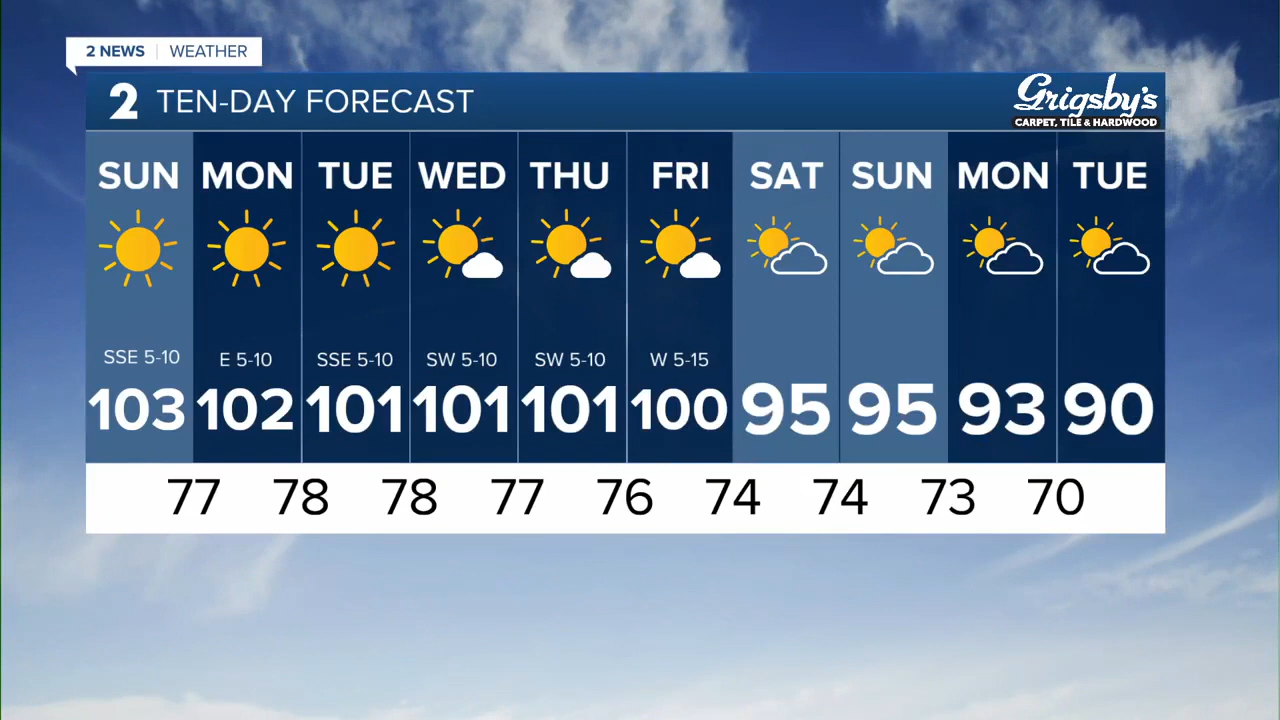 2 NEWS | WEATHER
2 TEN-DAY FORECAST
Grigsby's
CARPET, TILE & HARDWOOD
SUN MON TUE WED THU FRI SAT SUN MON TUE
SSE 5-10 E 5-10 SSE 5-10 SW 5-10 SW 5-10 W 5-15
103 102 101 101 101 100 95 95 93 90
77 78 78 77 76 74 74 73 70